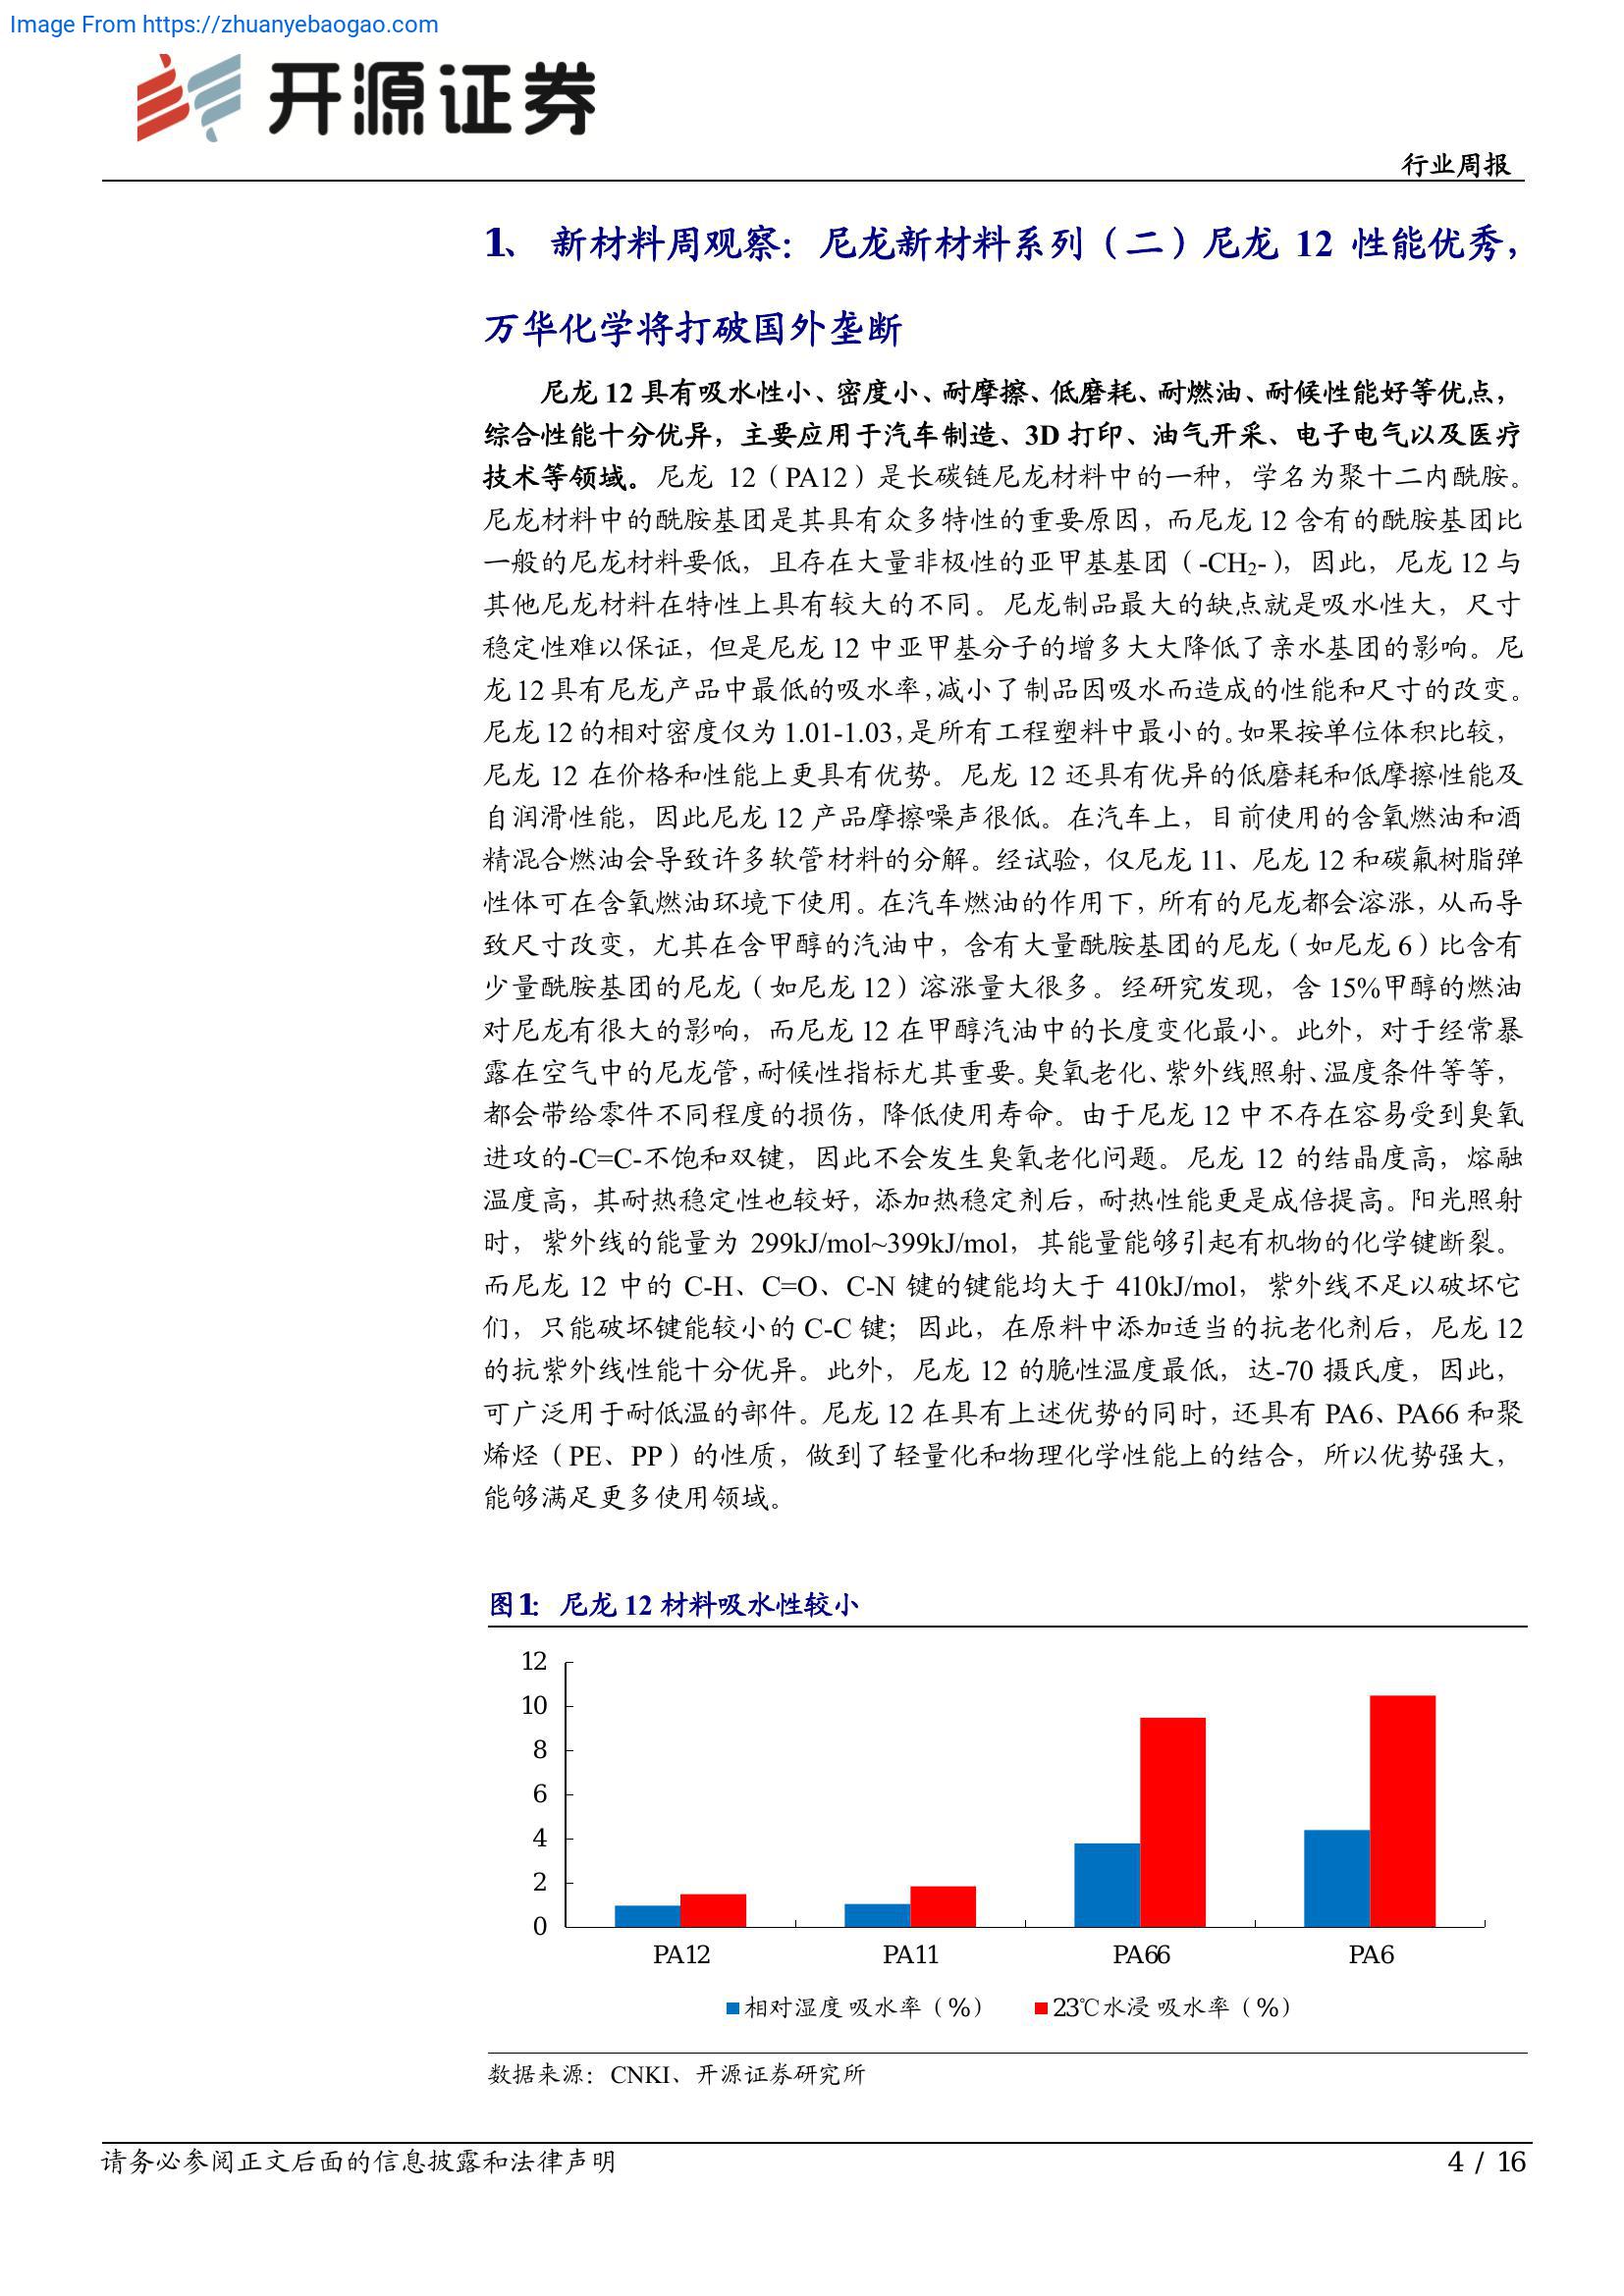 Image From https://zhuanyebaogao.com
开源证券
行业周报
1、 新材料周观察：尼龙新材料系列（二）尼龙 12 性能优秀，
万华化学将打破国外垄断
尼龙 12 具有吸水性小、密度小、耐摩擦、低磨耗、耐燃油、耐候性能好等优点，
综合性能十分优异，主要应用于汽车制造、3D 打印、油气开采、电子电气以及医疗
技术等领域。尼龙 12（PA12）是长碳链尼龙材料中的一种，学名为聚十二内酰胺。
尼龙材料中的酰胺基团是其具有众多特性的重要原因，而尼龙 12 含有的酰胺基团比
一般的尼龙材料要低，且存在大量非极性的亚甲基基团（-CH₂-），因此，尼龙 12 与
其他尼龙材料在特性上具有较大的不同。尼龙制品最大的缺点就是吸水性大，尺寸
稳定性难以保证，但是尼龙 12 中亚甲基分子的增多大大降低了亲水基团的影响。尼
龙 12 具有尼龙产品中最低的吸水率，减小了制品因吸水而造成的性能和尺寸的改变。
尼龙 12 的相对密度仅为 1.01-1.03，是所有工程塑料中最小的。如果按单位体积比较，
尼龙 12 在价格和性能上更具有优势。尼龙 12 还具有优异的低磨耗和低摩擦性能及
自润滑性能，因此尼龙 12 产品摩擦噪声很低。在汽车上，目前使用的含氧燃油和酒
精混合燃油会导致许多软管材料的分解。经试验，仅尼龙 11、尼龙 12 和碳氟树脂弹
性体可在含氧燃油环境下使用。在汽车燃油的作用下，所有的尼龙都会溶涨，从而导
致尺寸改变，尤其在含甲醇的汽油中，含有大量酰胺基团的尼龙（如尼龙 6）比含有
少量酰胺基团的尼龙（如尼龙 12）溶涨量大很多。经研究发现，含 15%甲醇的燃油
对尼龙有很大的影响，而尼龙 12 在甲醇汽油中的长度变化最小。此外，对于经常暴
露在空气中的尼龙管，耐候性指标尤其重要。臭氧老化、紫外线照射、温度条件等等，
都会带给零件不同程度的损伤，降低使用寿命。由于尼龙 12 中不存在容易受到臭氧
进攻的-C=C-不饱和双键，因此不会发生臭氧老化问题。尼龙 12 的结晶度高，熔融
温度高，其耐热稳定性也较好，添加热稳定剂后，耐热性能更是成倍提高。阳光照射
时，紫外线的能量为 299kJ/mol~399kJ/mol，其能量能够引起有机物的化学键断裂。
而尼龙 12 中的 C-H、C=O、C-N 键的键能均大于 410kJ/mol，紫外线不足以破坏它
们，只能破坏键能较小的 C-C 键；因此，在原料中添加适当的抗老化剂后，尼龙 12
的抗紫外线性能十分优异。此外，尼龙 12 的脆性温度最低，达-70 摄氏度，因此，
可广泛用于耐低温的部件。尼龙 12 在具有上述优势的同时，还具有 PA6、PA66 和聚
烯烃（PE、PP）的性质，做到了轻量化和物理化学性能上的结合，所以优势强大，
能够满足更多使用领域。
图1： 尼龙 12 材料吸水性较小
12
10
8
6
4
2
0
PA12 PA11 PA66 PA6
相对湿度 吸水率（%） 23℃水浸 吸水率（%）
数据来源：CNKI、开源证券研究所
请务必参阅正文后面的信息披露和法律声明 4 / 16